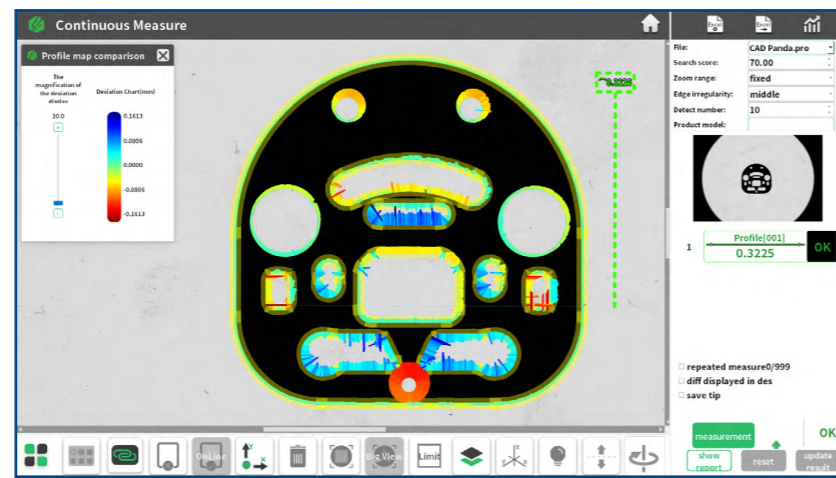 Continuous Measure
Profile map comparison
The
magnification of
the deviation
display
Deviation Chart(mm)
10.0
0.1613
0.0806
0.0000
-0.0806
-0.1613
0.3225
Excel
Excel
File:
CAD Panda.pro
Search score:
70.00
Zoom range:
fixed
Edge irregularity:
middle
Detect number:
10
Product model:
1
Profile[001]
0.3225
OK
repeated measure0/999
diff displayed in des
save tip
measurement
OK
show
report
reset
update
result
OnLine
Y
X
Big View
Limit